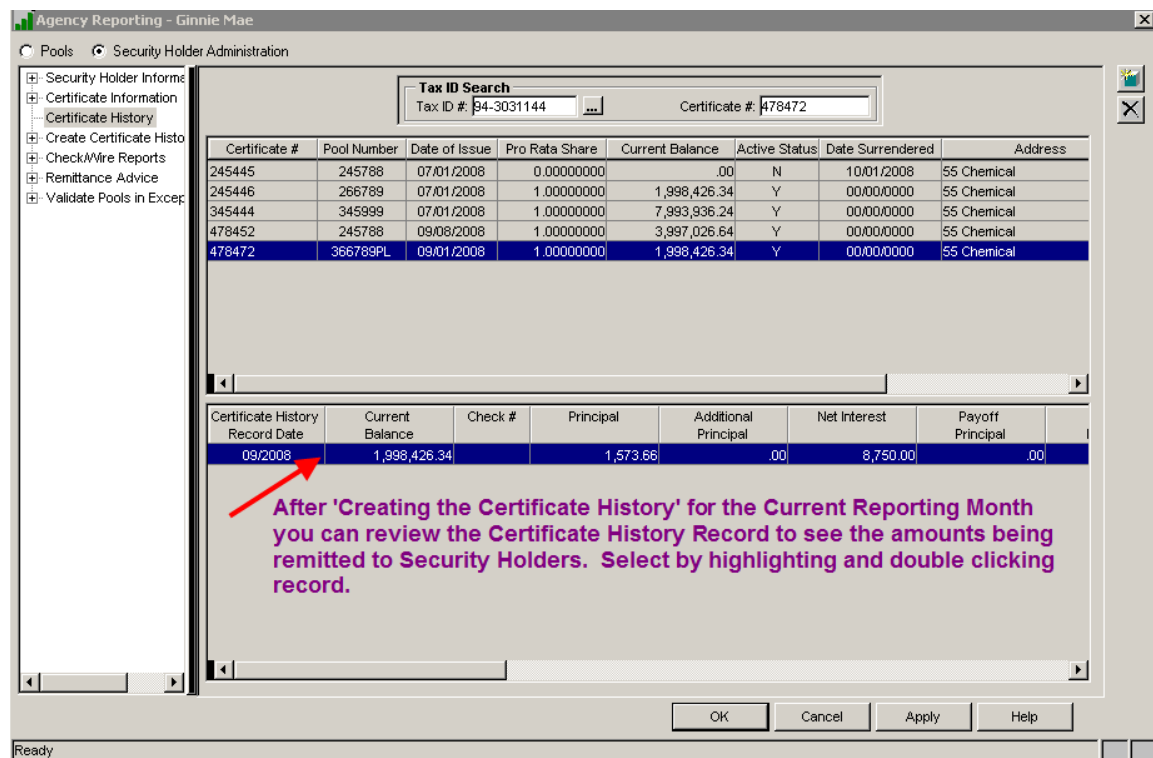 Agency Reporting - Ginnie Mae
Pools Security Holder Administration
Security Holder Informa
Certificate Information
Certificate History
Create Certificate Histo
Check/Wire Reports
Remittance Advice
Validate Pools in Excep
Tax ID Search
Tax ID #: 94-3031144 ... Certificate #: 478472
Certificate # Pool Number Date of Issue Pro Rata Share Current Balance Active Status Date Surrendered Address
245445 245788 07/01/2008 0.00000000 .00 N 10/01/2008 55 Chemical
245446 266789 07/01/2008 1.00000000 1,998,426.34 Y 00/00/0000 55 Chemical
345444 345999 07/01/2008 1.00000000 7,993,936.24 Y 00/00/0000 55 Chemical
478452 245788 09/08/2008 1.00000000 3,997,026.64 Y 00/00/0000 55 Chemical
478472 366789PL 09/01/2008 1.00000000 1,998,426.34 Y 00/00/0000 55 Chemical
Certificate History Current Check # Principal Additional Net Interest Payoff
Record Date Balance Principal Principal
09/2008 1,998,426.34 1,573.66 .00 8,750.00 .00
After 'Creating the Certificate History' for the Current Reporting Month
you can review the Certificate History Record to see the amounts being
remitted to Security Holders. Select by highlighting and double clicking
record.
OK Cancel Apply Help
Ready